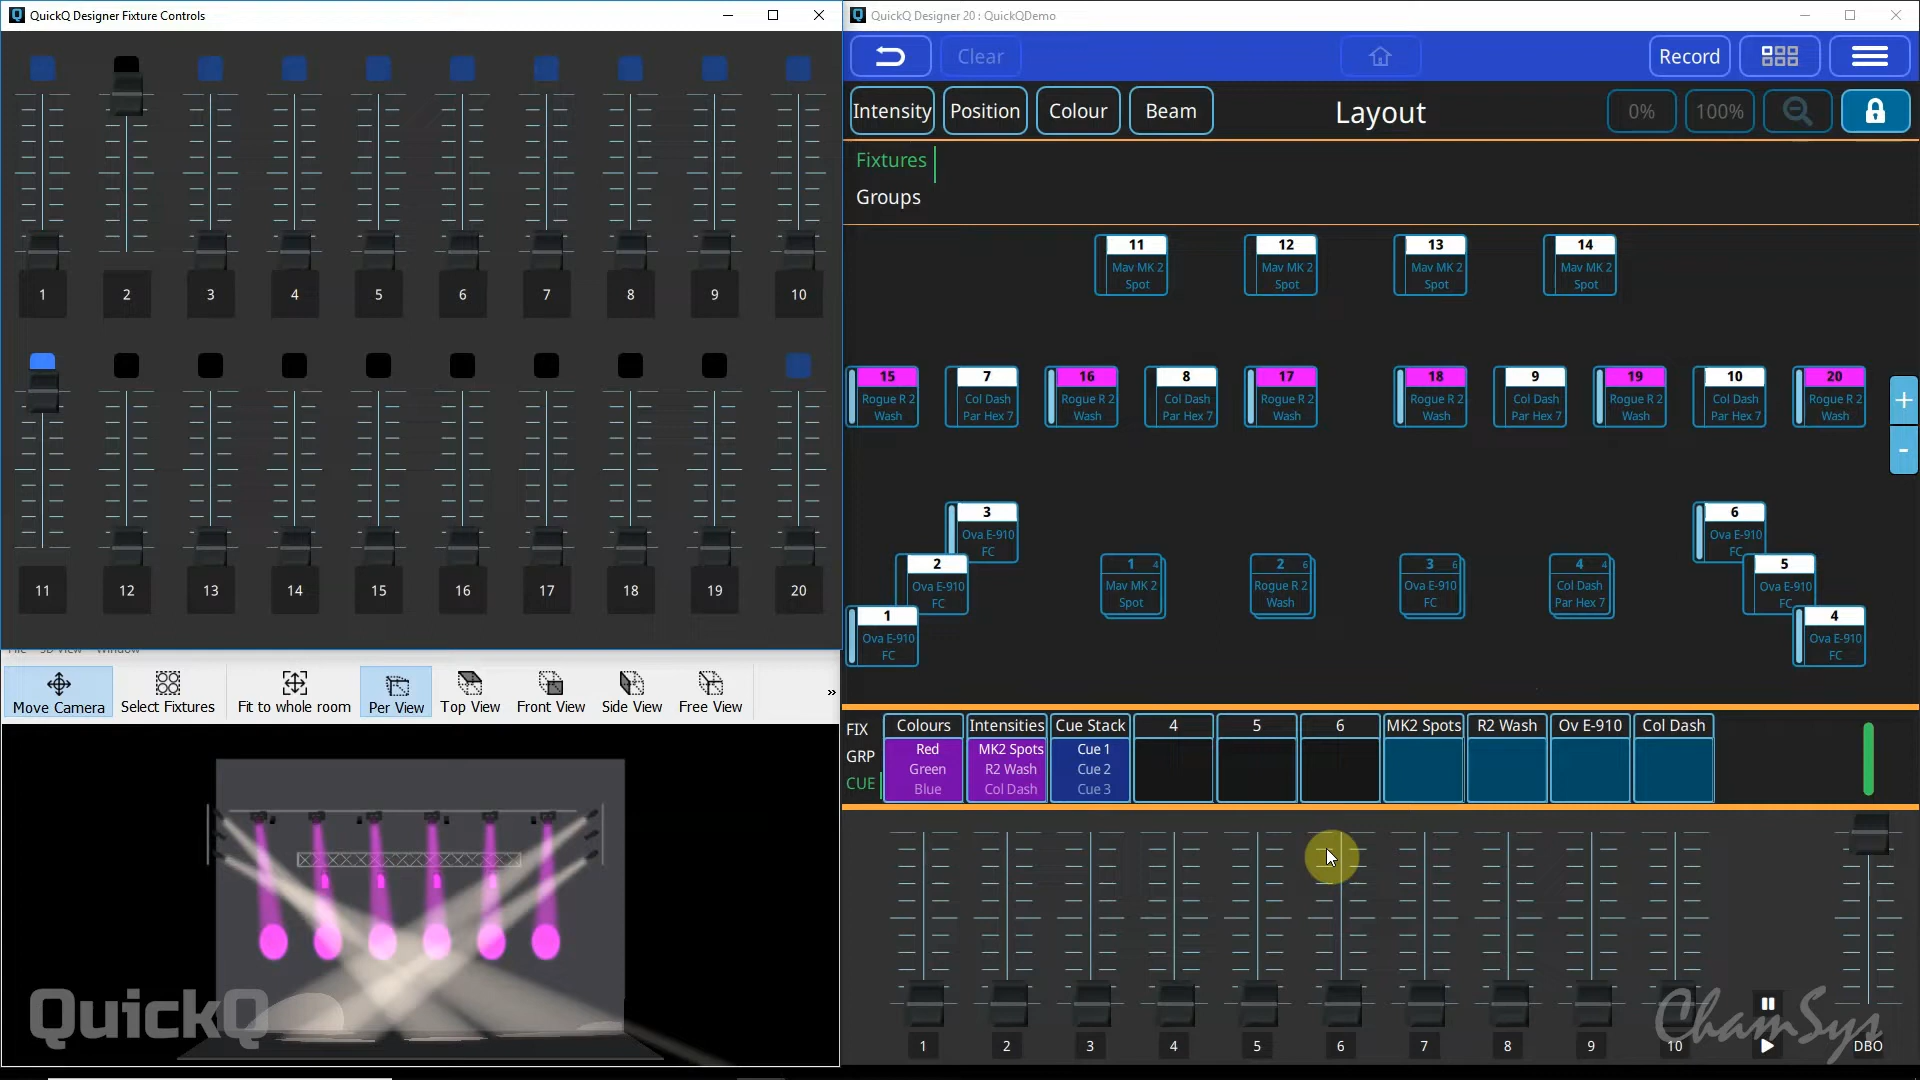 QuickQ Designer Fixture Controls
1 2 3 4 5 6 7 8 9 10
11 12 13 14 15 16 17 18 19 20
Move Camera Select Fixtures Fit to whole room Per View Top View Front View Side View Free View »
QuickQ
QuickQ Designer 20 : QuickQDemo
Clear Record
Intensity Position Colour Beam Layout 0% 100%
Fixtures
Groups
11 12 13 14
Mav MK 2 Mav MK 2 Mav MK 2 Mav MK 2
Spot Spot Spot Spot
15 7 16 8 17 18 9 19 10 20
Rogue R 2 Col Dash Rogue R 2 Col Dash Rogue R 2 Rogue R 2 Col Dash Rogue R 2 Col Dash Rogue R 2
Wash Par Hex 7 Wash Par Hex 7 Wash Wash Par Hex 7 Wash Par Hex 7 Wash
+
-
3 6
Ova E-910 Ova E-910
FC FC
2 1 4 2 6 3 6 4 4 5
Ova E-910 Mav MK 2 Rogue R 2 Ova E-910 Col Dash Ova E-910
FC Spot Wash FC Par Hex 7 FC
1 4
Ova E-910 Ova E-910
FC FC
FIX Colours Intensities Cue Stack 4 5 6 MK2 Spots R2 Wash Ov E-910 Col Dash
GRP Red MK2 Spots Cue 1
Green R2 Wash Cue 2
CUE Blue Col Dash Cue 3
1 2 3 4 5 6 7 8 9 10 DBO
ChamSys